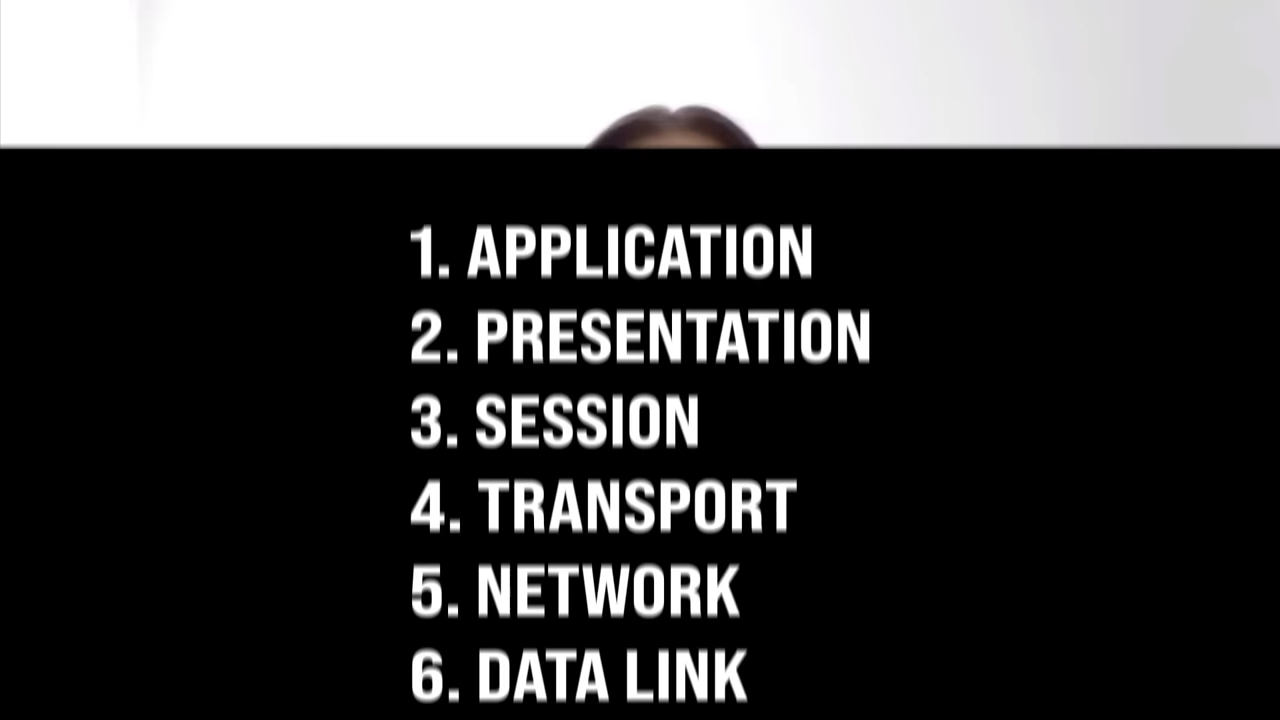 1. APPLICATION
2. PRESENTATION
3. SESSION
4. TRANSPORT
5. NETWORK
6. DATA LINK